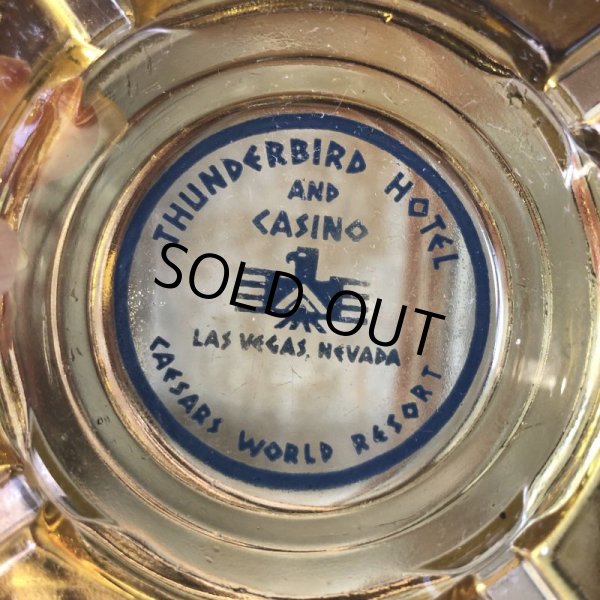 THUNDERBIRD HOTEL
AND
CASINO
SOLD OUT
LAS VEGAS, NEVADA
CAESARS WORLD RESORT